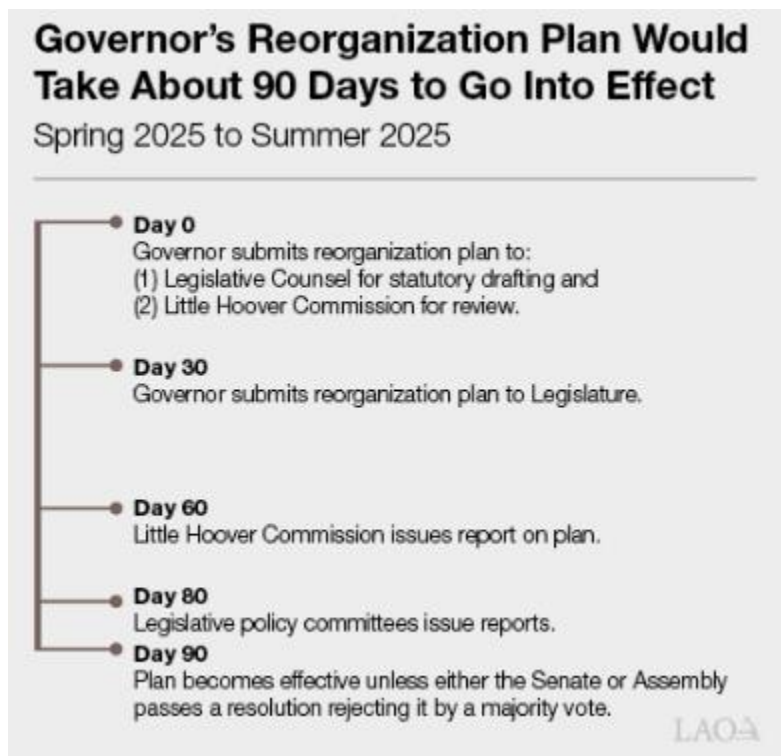 Governor’s Reorganization Plan Would
Take About 90 Days to Go Into Effect
Spring 2025 to Summer 2025
Day 0
Governor submits reorganization plan to:
(1) Legislative Counsel for statutory drafting and
(2) Little Hoover Commission for review.
Day 30
Governor submits reorganization plan to Legislature.
Day 60
Little Hoover Commission issues report on plan.
Day 80
Legislative policy committees issue reports.
Day 90
Plan becomes effective unless either the Senate or Assembly
passes a resolution rejecting it by a majority vote.
LAO